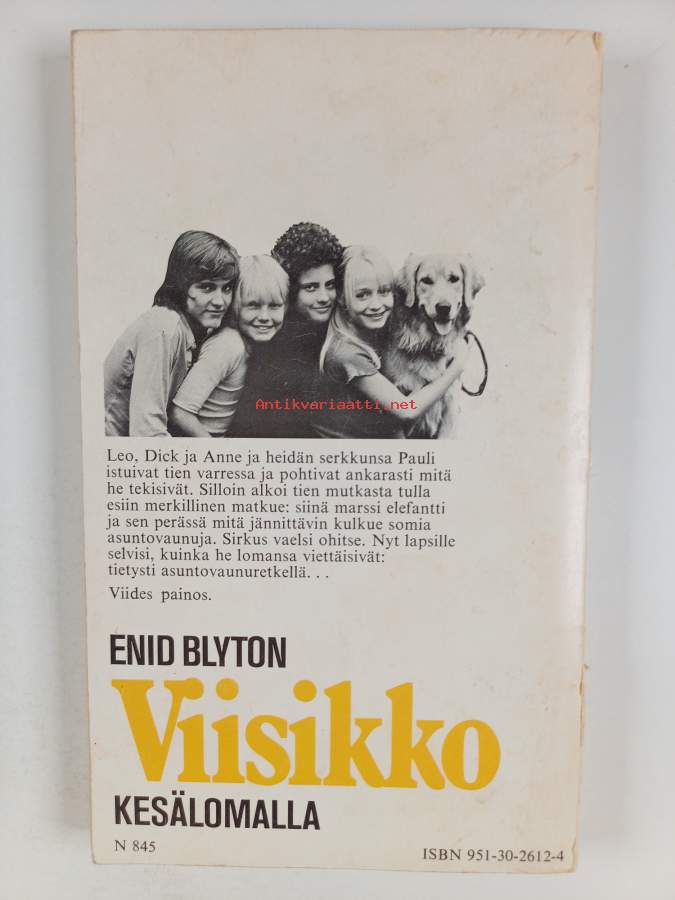 Antikvariaatti.net
Leo, Dick ja Anne ja heidän serkkunsa Pauli
istuivat tien varressa ja pohtivat ankarasti mitä
he tekisivät. Silloin alkoi tien mutkasta tulla
esiin merkillinen matkue: siinä marssi elefantti
ja sen perässä mitä jännittävin kulkue somia
asuntovaunuja. Sirkus vaelsi ohitse. Nyt lapsille
selvisi, kuinka he lomansa viettäisivät:
tietysti asuntovaunuretkellä. . .
Viides painos.
ENID BLYTON
Viisikko
KESÄLOMALLA
N 845
ISBN 951-30-2612-4